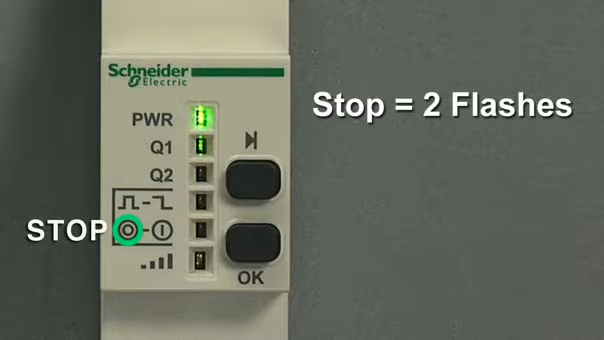 Schneider
Electric
PWR
Stop = 2 Flashes
Q1
Q2
STOP
OK